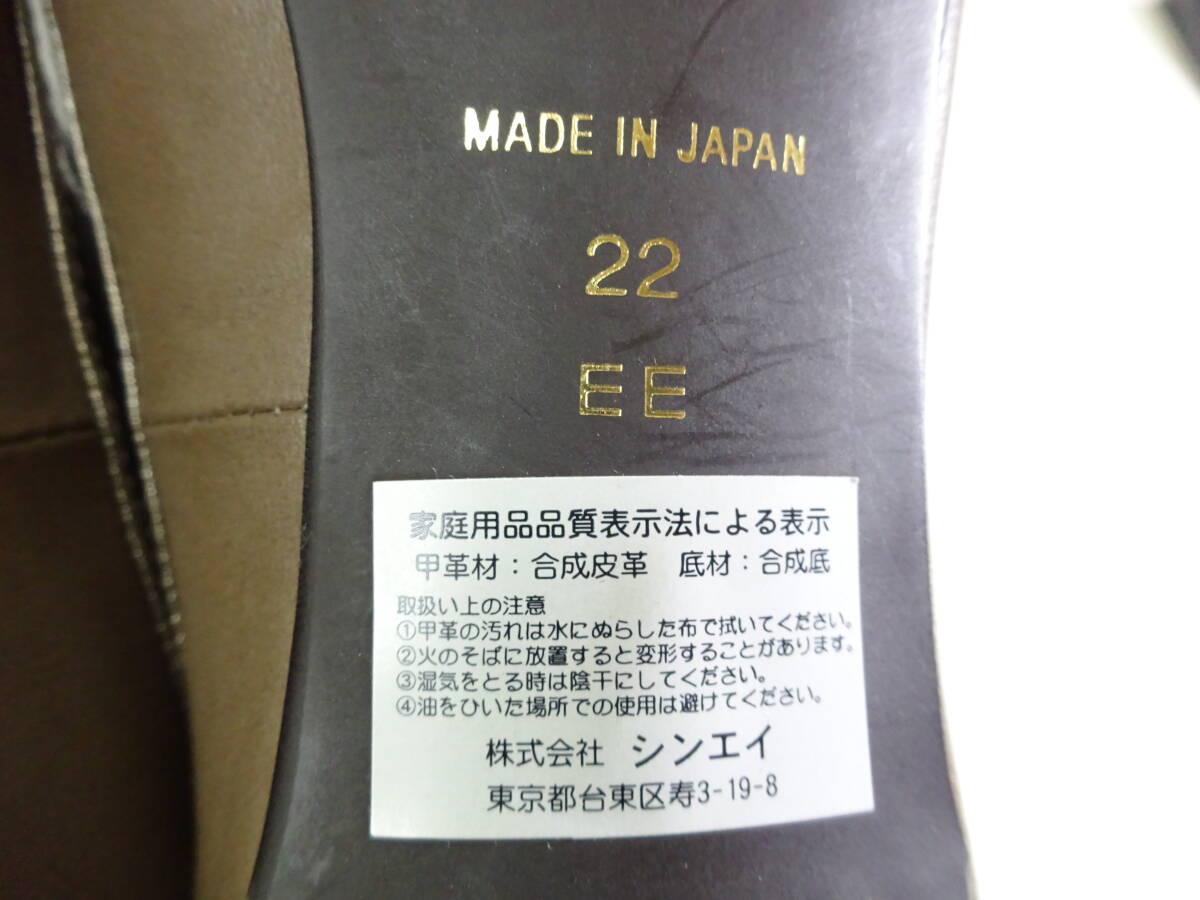 MADE IN JAPAN
22
EE
家庭用品品質表示法による表示
甲革材：合成皮革　底材：合成底
取扱い上の注意
①甲革の汚れは水にぬらした布で拭いてください。
②火のそばに放置すると変形することがあります。
③湿気をとる時は陰干にしてください。
④油をひいた場所での使用は避けてください。
株式会社 シンエイ
東京都台東区寿3-19-8